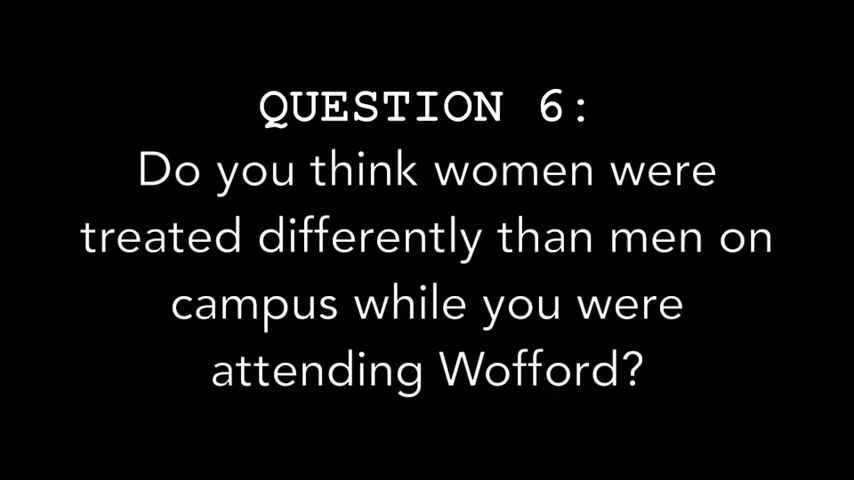 QUESTION 6:
Do you think women were
treated differently than men on
campus while you were
attending Wofford?